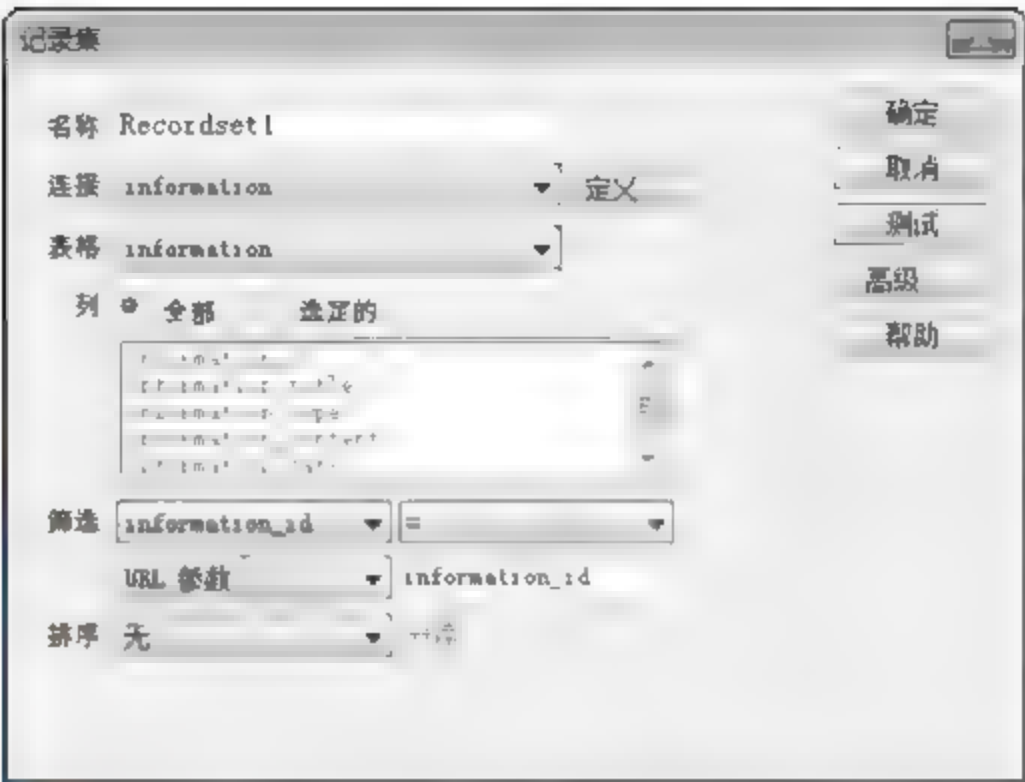 记录集
名称 Recordset1
连接 information 定义
表格 information
列 全部 选定的
筛选 information_id =
URL 参数 information_id
排序 无 升序
确定
取消
测试
高级
帮助